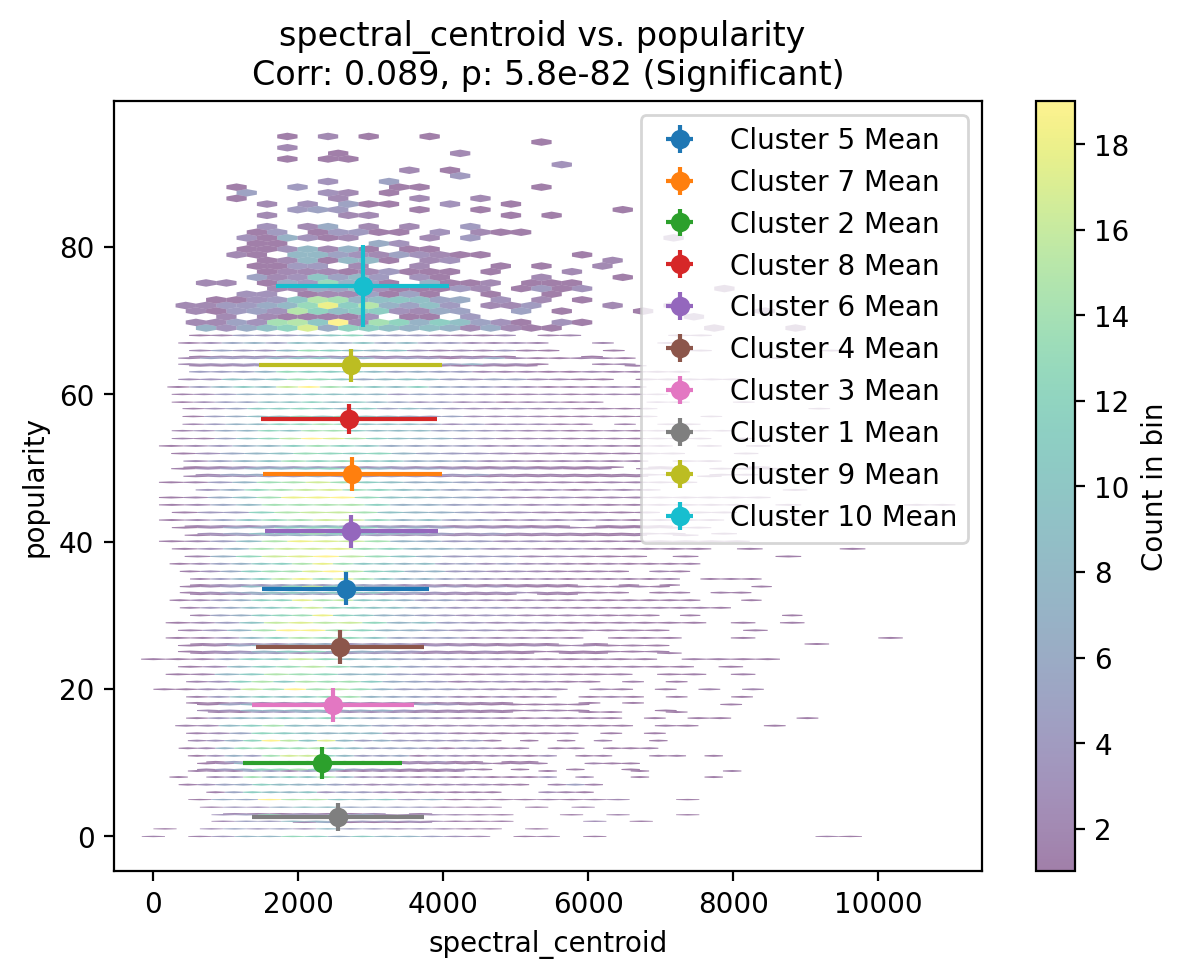 spectral_centroid vs. popularity
Corr: 0.089, p: 5.8e-82 (Significant)
Cluster 5 Mean
Cluster 7 Mean
Cluster 2 Mean
Cluster 8 Mean
Cluster 6 Mean
Cluster 4 Mean
Cluster 3 Mean
Cluster 1 Mean
Cluster 9 Mean
Cluster 10 Mean
popularity
80
60
40
20
0
0 2000 4000 6000 8000 10000
spectral_centroid
18
16
14
12
10
8
6
4
2
Count in bin